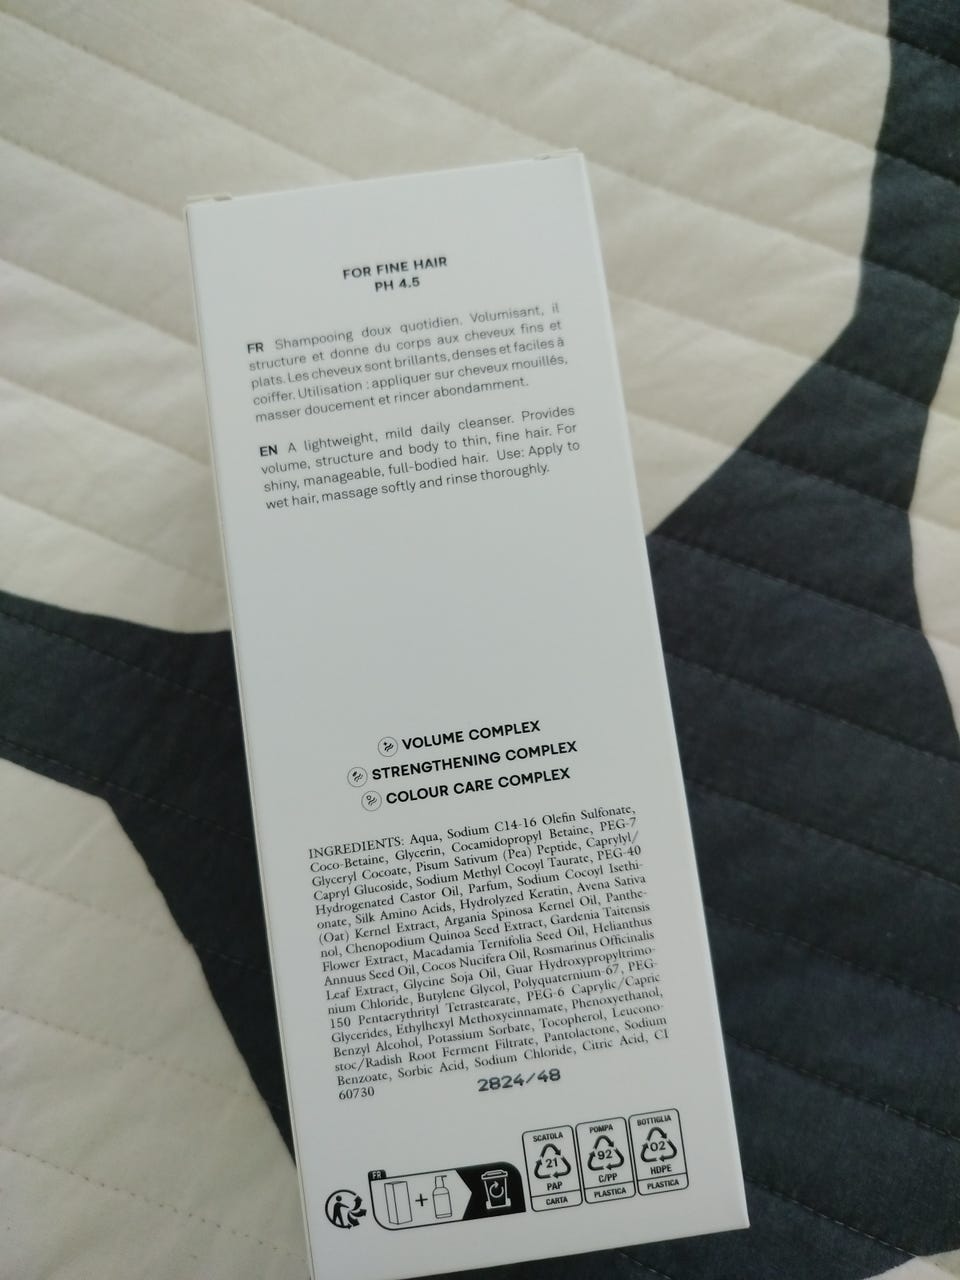 FOR FINE HAIR
PH 4.5
FR Shampooing doux quotidien. Volumisant, il
structure et donne du corps aux cheveux fins et
plats. Les cheveux sont brillants, denses et faciles à
coiffer. Utilisation : appliquer sur cheveux mouillés,
masser doucement et rincer abondamment.
EN A lightweight, mild daily cleanser. Provides
volume, structure and body to thin, fine hair. For
shiny, manageable, full-bodied hair. Use: Apply to
wet hair, massage softly and rinse thoroughly.
VOLUME COMPLEX
STRENGTHENING COMPLEX
COLOUR CARE COMPLEX
INGREDIENTS: Aqua, Sodium C14-16 Olefin Sulfonate,
Coco-Betaine, Glycerin, Cocamidopropyl Betaine, PEG-7
Glyceryl Cocoate, Pisum Sativum (Pea) Peptide, Caprylyl/
Capryl Glucoside, Sodium Methyl Cocoyl Taurate, PEG-40
Hydrogenated Castor Oil, Parfum, Sodium Cocoyl Isethi-
onate, Silk Amino Acids, Hydrolyzed Keratin, Avena Sativa
(Oat) Kernel Extract, Argania Spinosa Kernel Oil, Panthe-
nol, Chenopodium Quinoa Seed Extract, Gardenia Taitensis
Flower Extract, Macadamia Ternifolia Seed Oil, Helianthus
Annuus Seed Oil, Cocos Nucifera Oil, Rosmarinus Officinalis
Leaf Extract, Glycine Soja Oil, Guar Hydroxypropyltrimo-
nium Chloride, Butylene Glycol, Polyquaternium-67, PEG-
150 Pentaerythrityl Tetrastearate, PEG-6 Caprylic/Capric
Glycerides, Ethylhexyl Methoxycinnamate, Phenoxyethanol,
Benzyl Alcohol, Potassium Sorbate, Tocopherol, Leucono-
stoc/Radish Root Ferment Filtrate, Pantolactone, Sodium
Benzoate, Sorbic Acid, Sodium Chloride, Citric Acid, CI
60730
2824/48
FR
+
SCATOLA
21
PAP
CARTA
POMPA
92
C/PP
PLASTICA
BOTTIGLIA
02
HDPE
PLASTICA